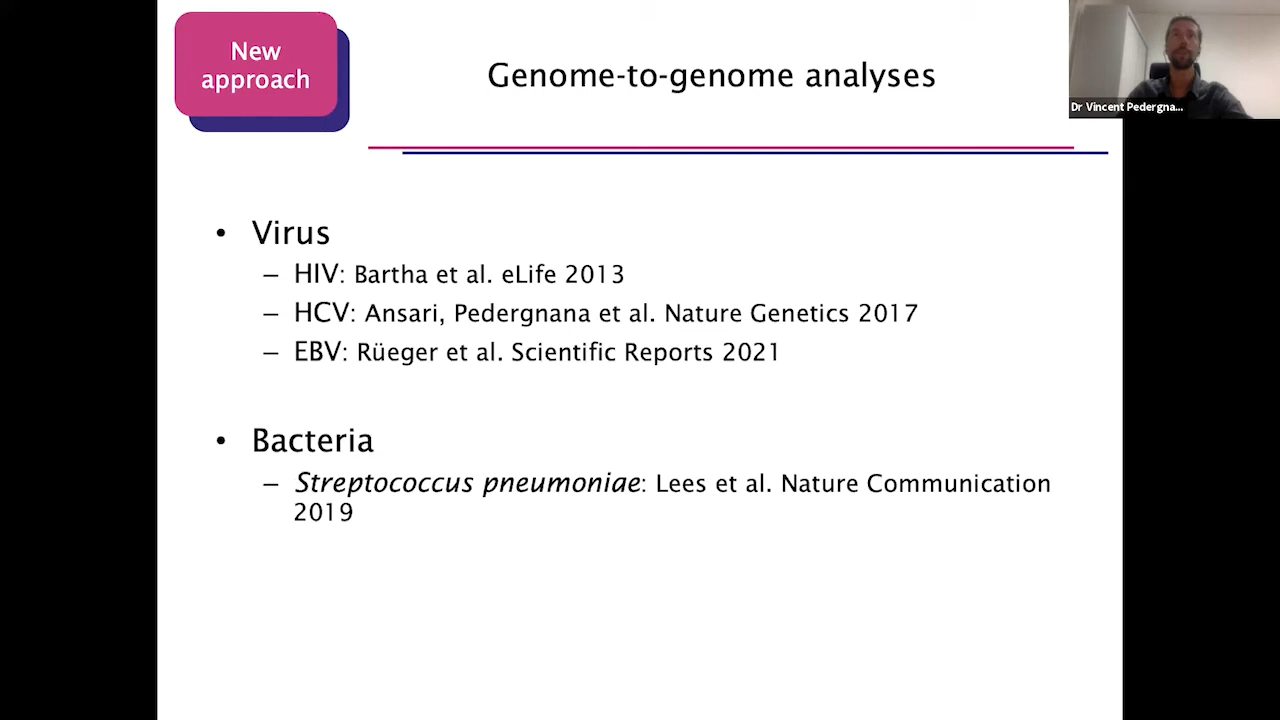 New
approach
Genome-to-genome analyses
Dr Vincent Pedergna...
• Virus
– HIV: Bartha et al. eLife 2013
– HCV: Ansari, Pedergnana et al. Nature Genetics 2017
– EBV: Rüeger et al. Scientific Reports 2021
• Bacteria
– Streptococcus pneumoniae: Lees et al. Nature Communication
2019